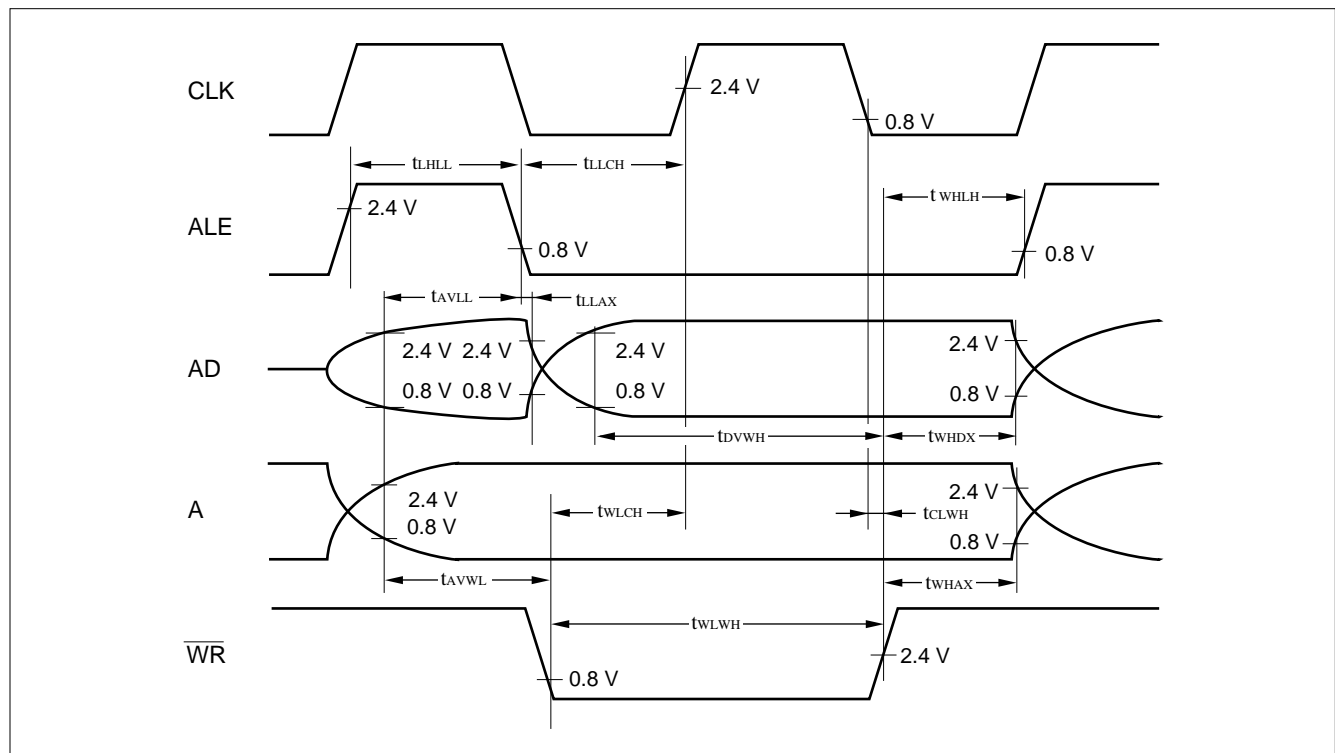 CLK
2.4 V
0.8 V
tLHLL
tLLCH
tWHLH
ALE
2.4 V
0.8 V
0.8 V
tAVLL
tLLAX
AD
2.4 V 2.4 V
2.4 V
2.4 V
0.8 V 0.8 V
0.8 V
0.8 V
tDVWH
tWHDX
A
2.4 V
0.8 V
tWLCH
2.4 V
tCLWH
0.8 V
tAVWL
tWHAX
WR
tWLWH
0.8 V
2.4 V